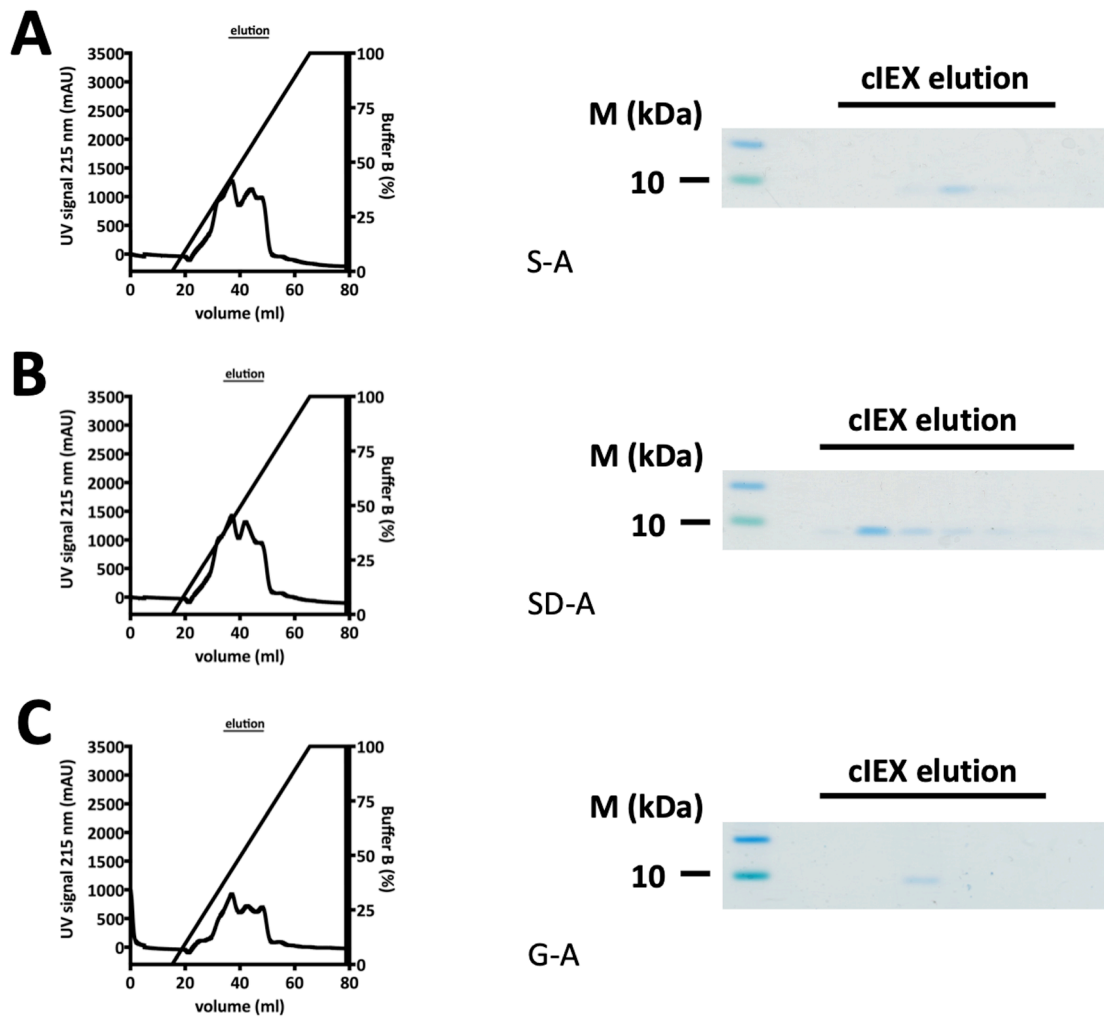 A
elution
3500
3000
2500
2000
1500
1000
500
0
UV signal 215 nm (mAU)
100
75
50
25
0
Buffer B (%)
0 20 40 60 80
volume (ml)
cIEX elution
M (kDa)
10
S-A
B
elution
3500
3000
2500
2000
1500
1000
500
0
UV signal 215 nm (mAU)
100
75
50
25
0
Buffer B (%)
0 20 40 60 80
volume (ml)
cIEX elution
M (kDa)
10
SD-A
C
elution
3500
3000
2500
2000
1500
1000
500
0
UV signal 215 nm (mAU)
100
75
50
25
0
Buffer B (%)
0 20 40 60 80
volume (ml)
cIEX elution
M (kDa)
10
G-A